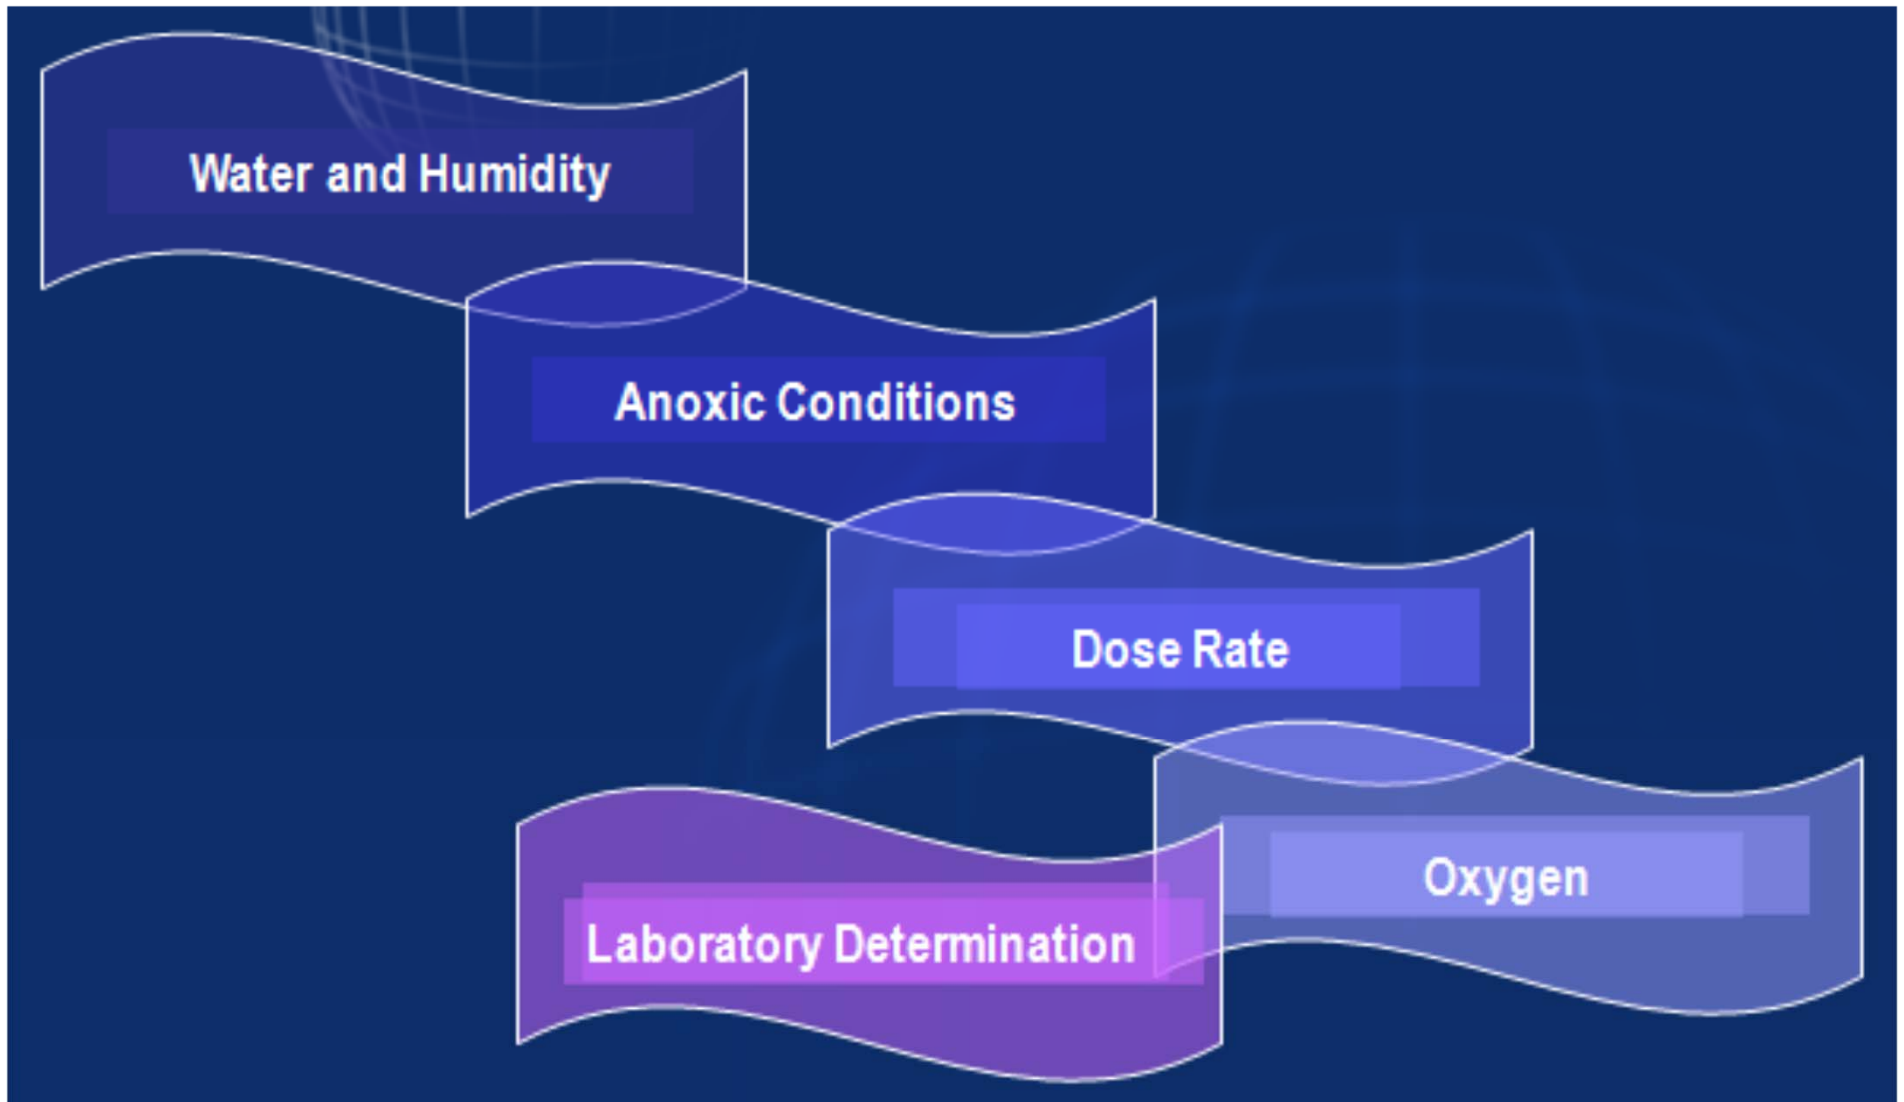 Water and Humidity
Anoxic Conditions
Dose Rate
Oxygen
Laboratory Determination